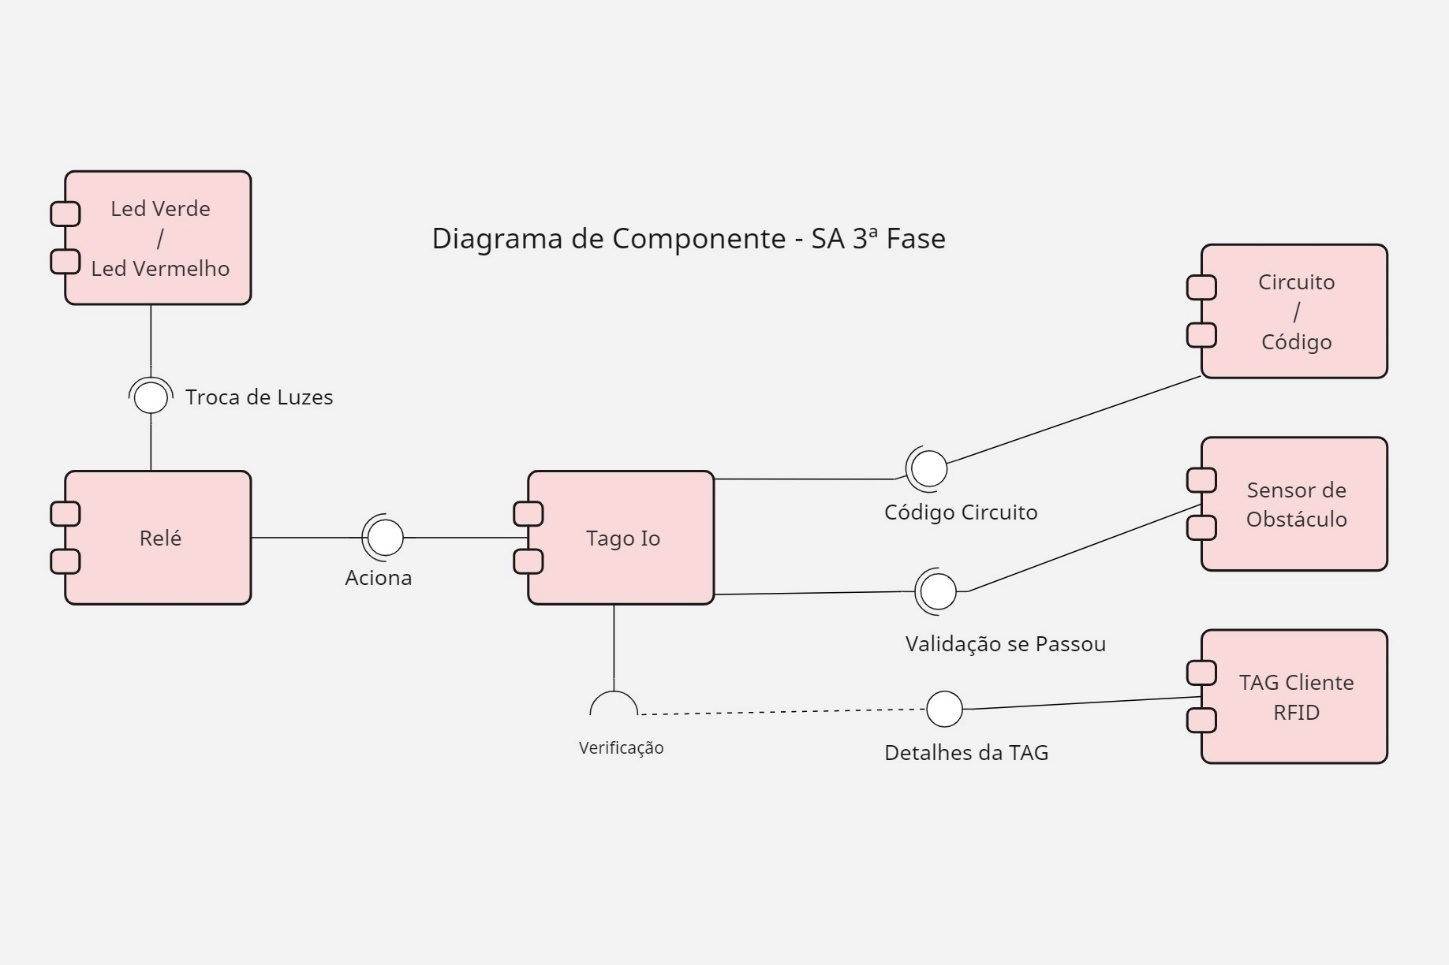 Led Verde
/
Led Vermelho
Diagrama de Componente - SA 3ª Fase
Circuito
/
Código
Troca de Luzes
Relé
Aciona
Tago Io
Código Circuito
Sensor de
Obstáculo
Validação se Passou
TAG Cliente
RFID
Verificação
Detalhes da TAG